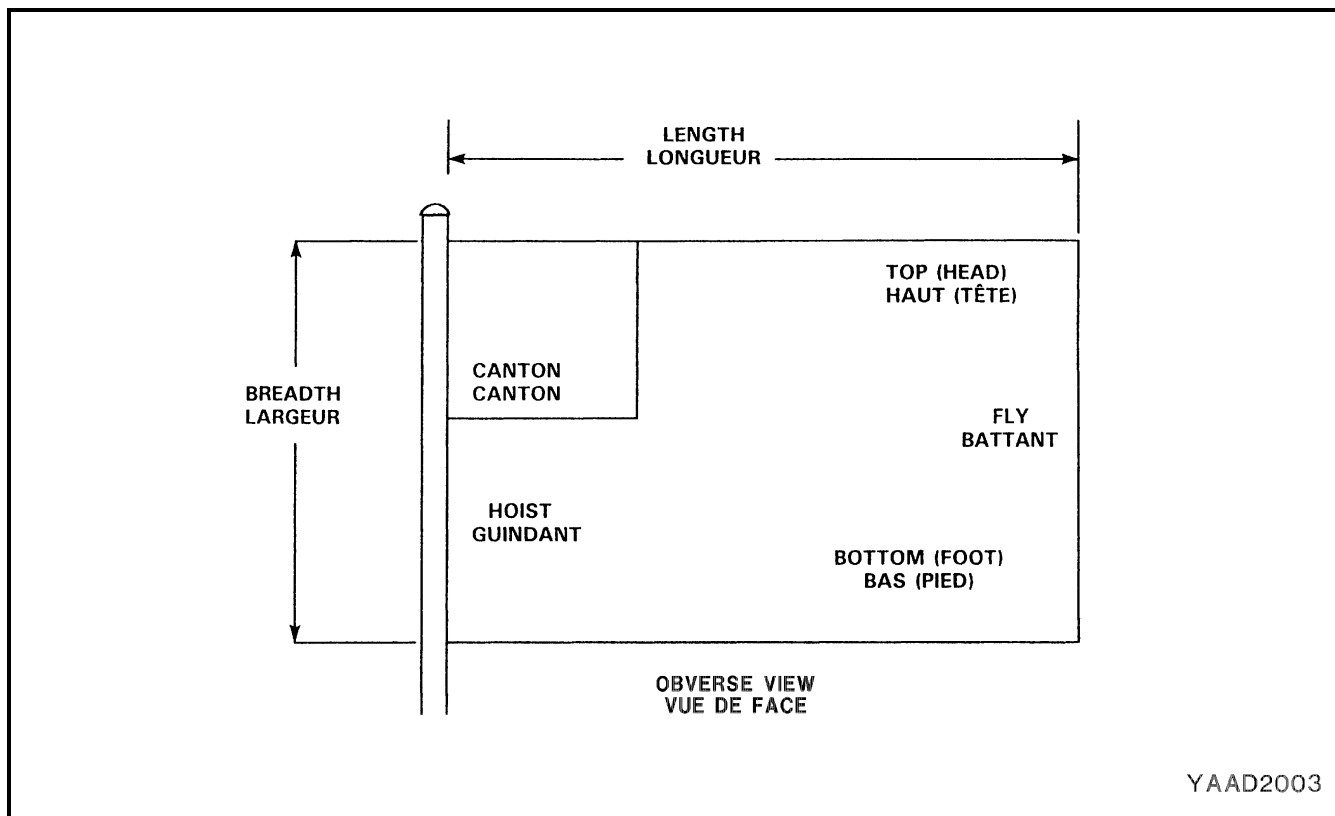 LENGTH
LONGUEUR
TOP (HEAD)
HAUT (TÊTE)
CANTON
CANTON
BREADTH
LARGEUR
FLY
BATTANT
HOIST
GUINDANT
BOTTOM (FOOT)
BAS (PIED)
OBVERSE VIEW
VUE DE FACE
YAAD2003